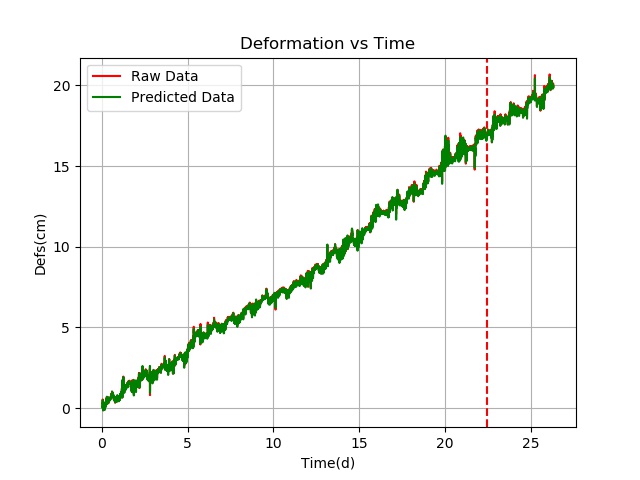 Deformation vs Time
Raw Data
Predicted Data
Defs(cm)
20
15
10
5
0
0 5 10 15 20 25
Time(d)